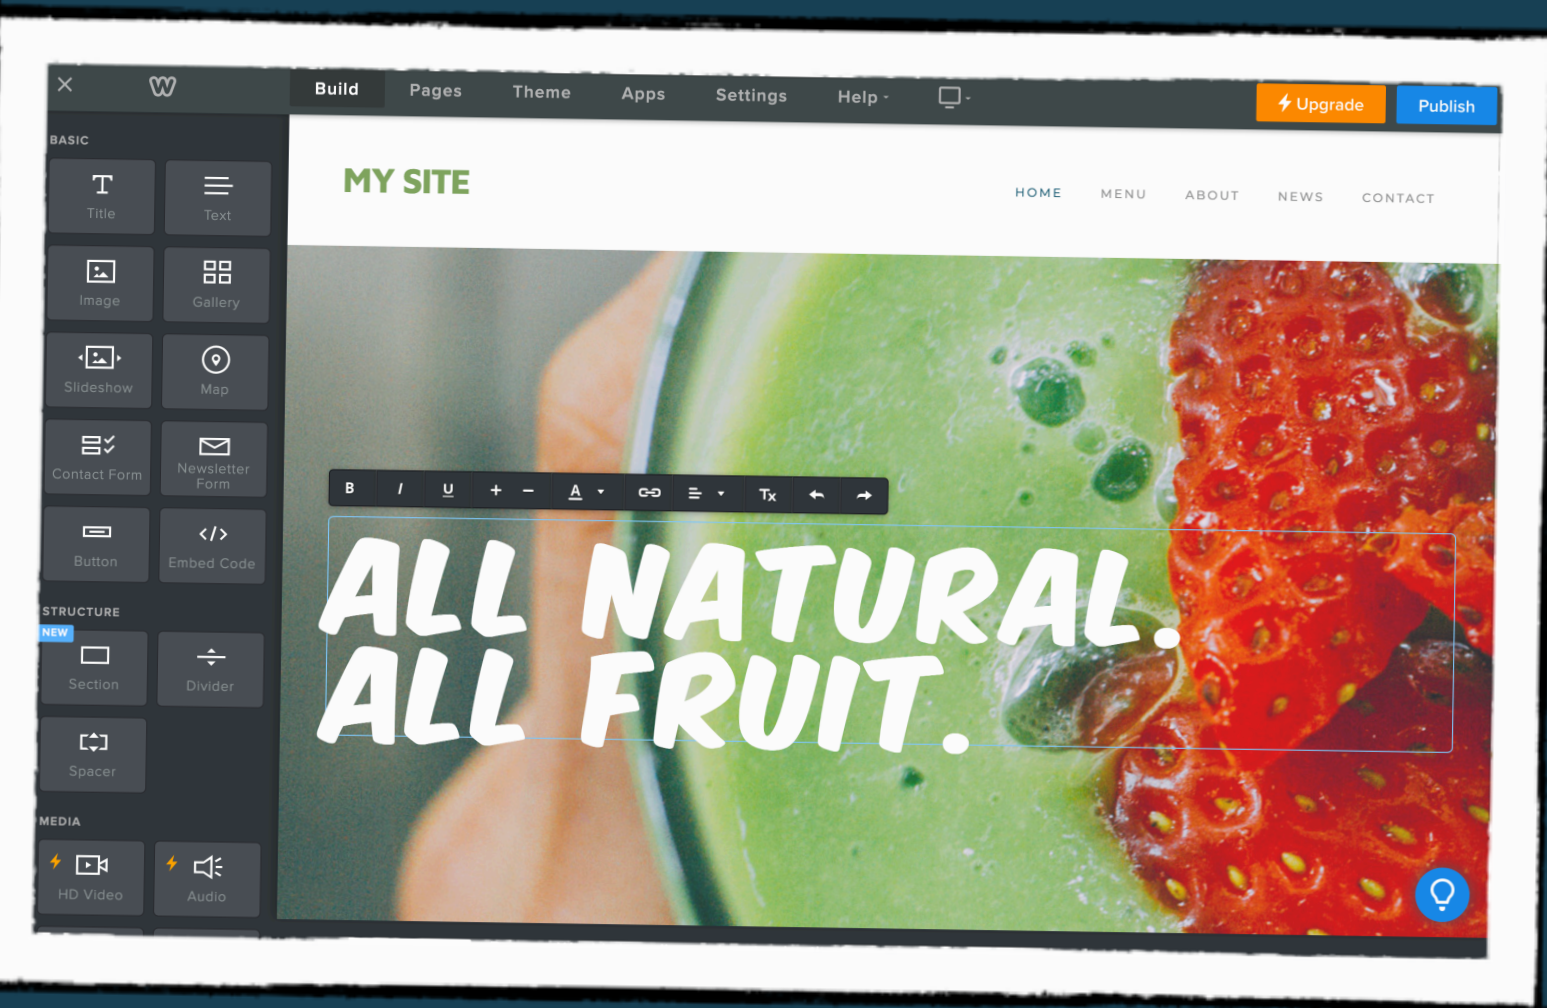 Build Pages Theme Apps Settings Help Upgrade Publish
BASIC
Title Text
Image Gallery
Slideshow Map
Contact Form Newsletter
Form
Button Embed Code
STRUCTURE
NEW
Section Divider
Spacer
MEDIA
HD Video Audio
MY SITE
HOME MENU ABOUT NEWS CONTACT
B I U + − A Tx
ALL NATURAL.
ALL FRUIT.